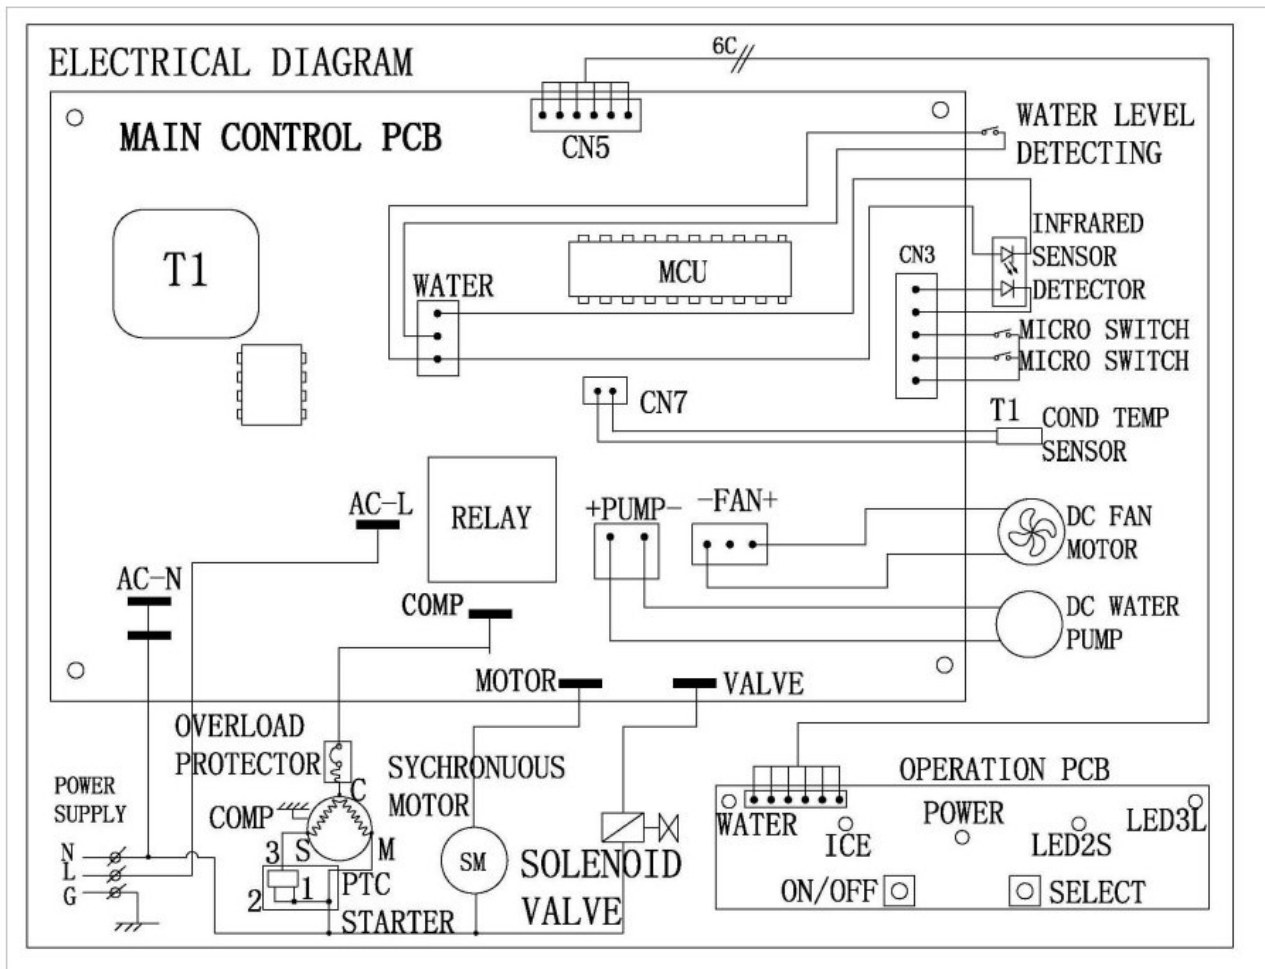 ELECTRICAL DIAGRAM
6C
MAIN CONTROL PCB
CN5
WATER LEVEL
DETECTING
T1
MCU
WATER
CN3
INFRARED
SENSOR
DETECTOR
MICRO SWITCH
MICRO SWITCH
CN7
T1
COND TEMP
SENSOR
AC-L
RELAY
+PUMP-
-FAN+
DC FAN
MOTOR
AC-N
COMP
DC WATER
PUMP
MOTOR
VALVE
OVERLOAD
PROTECTOR
SYCHRONUOUS
MOTOR
POWER
SUPPLY
COMP
C
S
M
3
2
1
PTC
STARTER
N
L
G
SM
SOLENOID
VALVE
OPERATION PCB
WATER
ICE
POWER
LED2S
LED3L
ON/OFF
SELECT